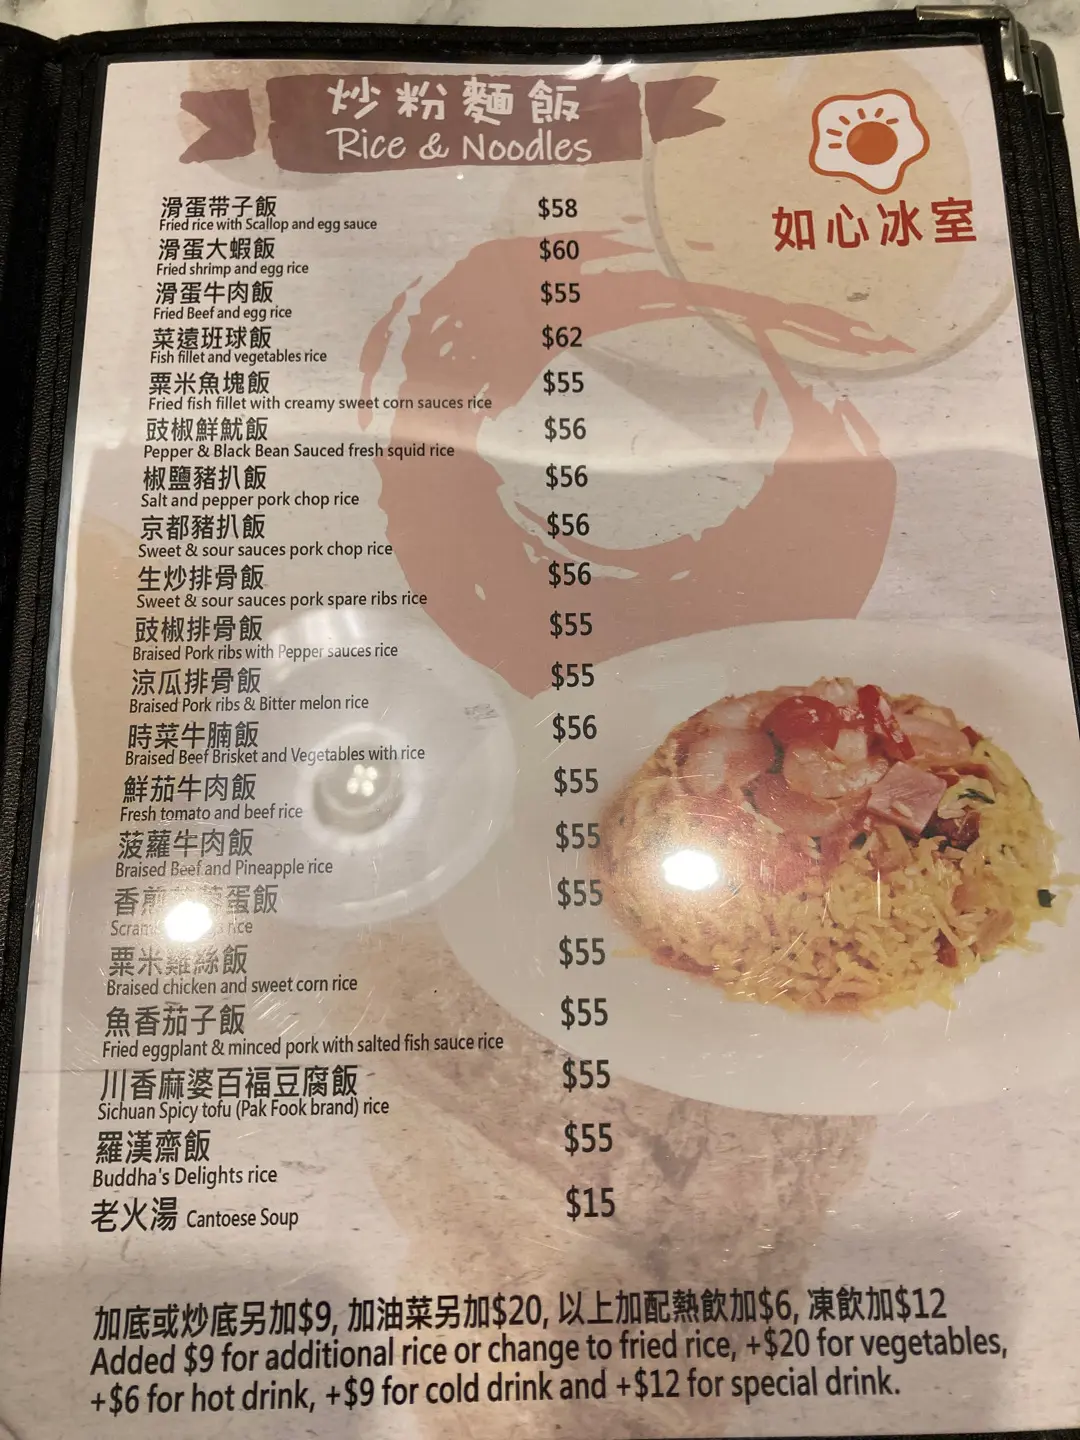 炒粉麵飯
Rice & Noodles
如心冰室
滑蛋带子飯 $58
Fried rice with Scallop and egg sauce
滑蛋大蝦飯 $60
Fried shrimp and egg rice
滑蛋牛肉飯 $55
Fried Beef and egg rice
菜遠班球飯 $62
Fish fillet and vegetables rice
粟米魚塊飯 $55
Fried fish fillet with creamy sweet corn sauces rice
豉椒鮮魷飯 $56
Pepper & Black Bean Sauced fresh squid rice
椒鹽豬扒飯 $56
Salt and pepper pork chop rice
京都豬扒飯 $56
Sweet & sour sauces pork chop rice
生炒排骨飯 $56
Sweet & sour sauces pork spare ribs rice
豉椒排骨飯 $55
Braised Pork ribs with Pepper sauces rice
涼瓜排骨飯 $55
Braised Pork ribs & Bitter melon rice
時菜牛腩飯 $56
Braised Beef Brisket and Vegetables with rice
鮮茄牛肉飯 $55
Fresh tomato and beef rice
菠蘿牛肉飯 $55
Braised Beef and Pineapple rice
香煎蛋飯 $55
rice
粟米雞絲飯 $55
Braised chicken and sweet corn rice
魚香茄子飯 $55
Fried eggplant & minced pork with salted fish sauce rice
川香麻婆百福豆腐飯 $55
Sichuan Spicy tofu (Pak Fook brand) rice
羅漢齋飯 $55
Buddha's Delights rice
老火湯 Cantoese Soup $15
加底或炒底另加$9, 加油菜另加$20, 以上加配熱飲加$6, 凍飲加$12
Added $9 for additional rice or change to fried rice, +$20 for vegetables,
+$6 for hot drink, +$9 for cold drink and +$12 for special drink.